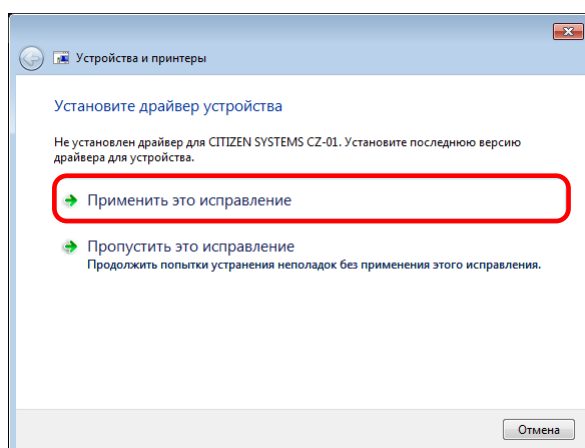 Устройства и принтеры
Установите драйвер устройства
Не установлен драйвер для CITIZEN SYSTEMS CZ-01. Установите последнюю версию
драйвера для устройства.
Применить это исправление
Пропустить это исправление
Продолжить попытки устранения неполадок без применения этого исправления.
Отмена